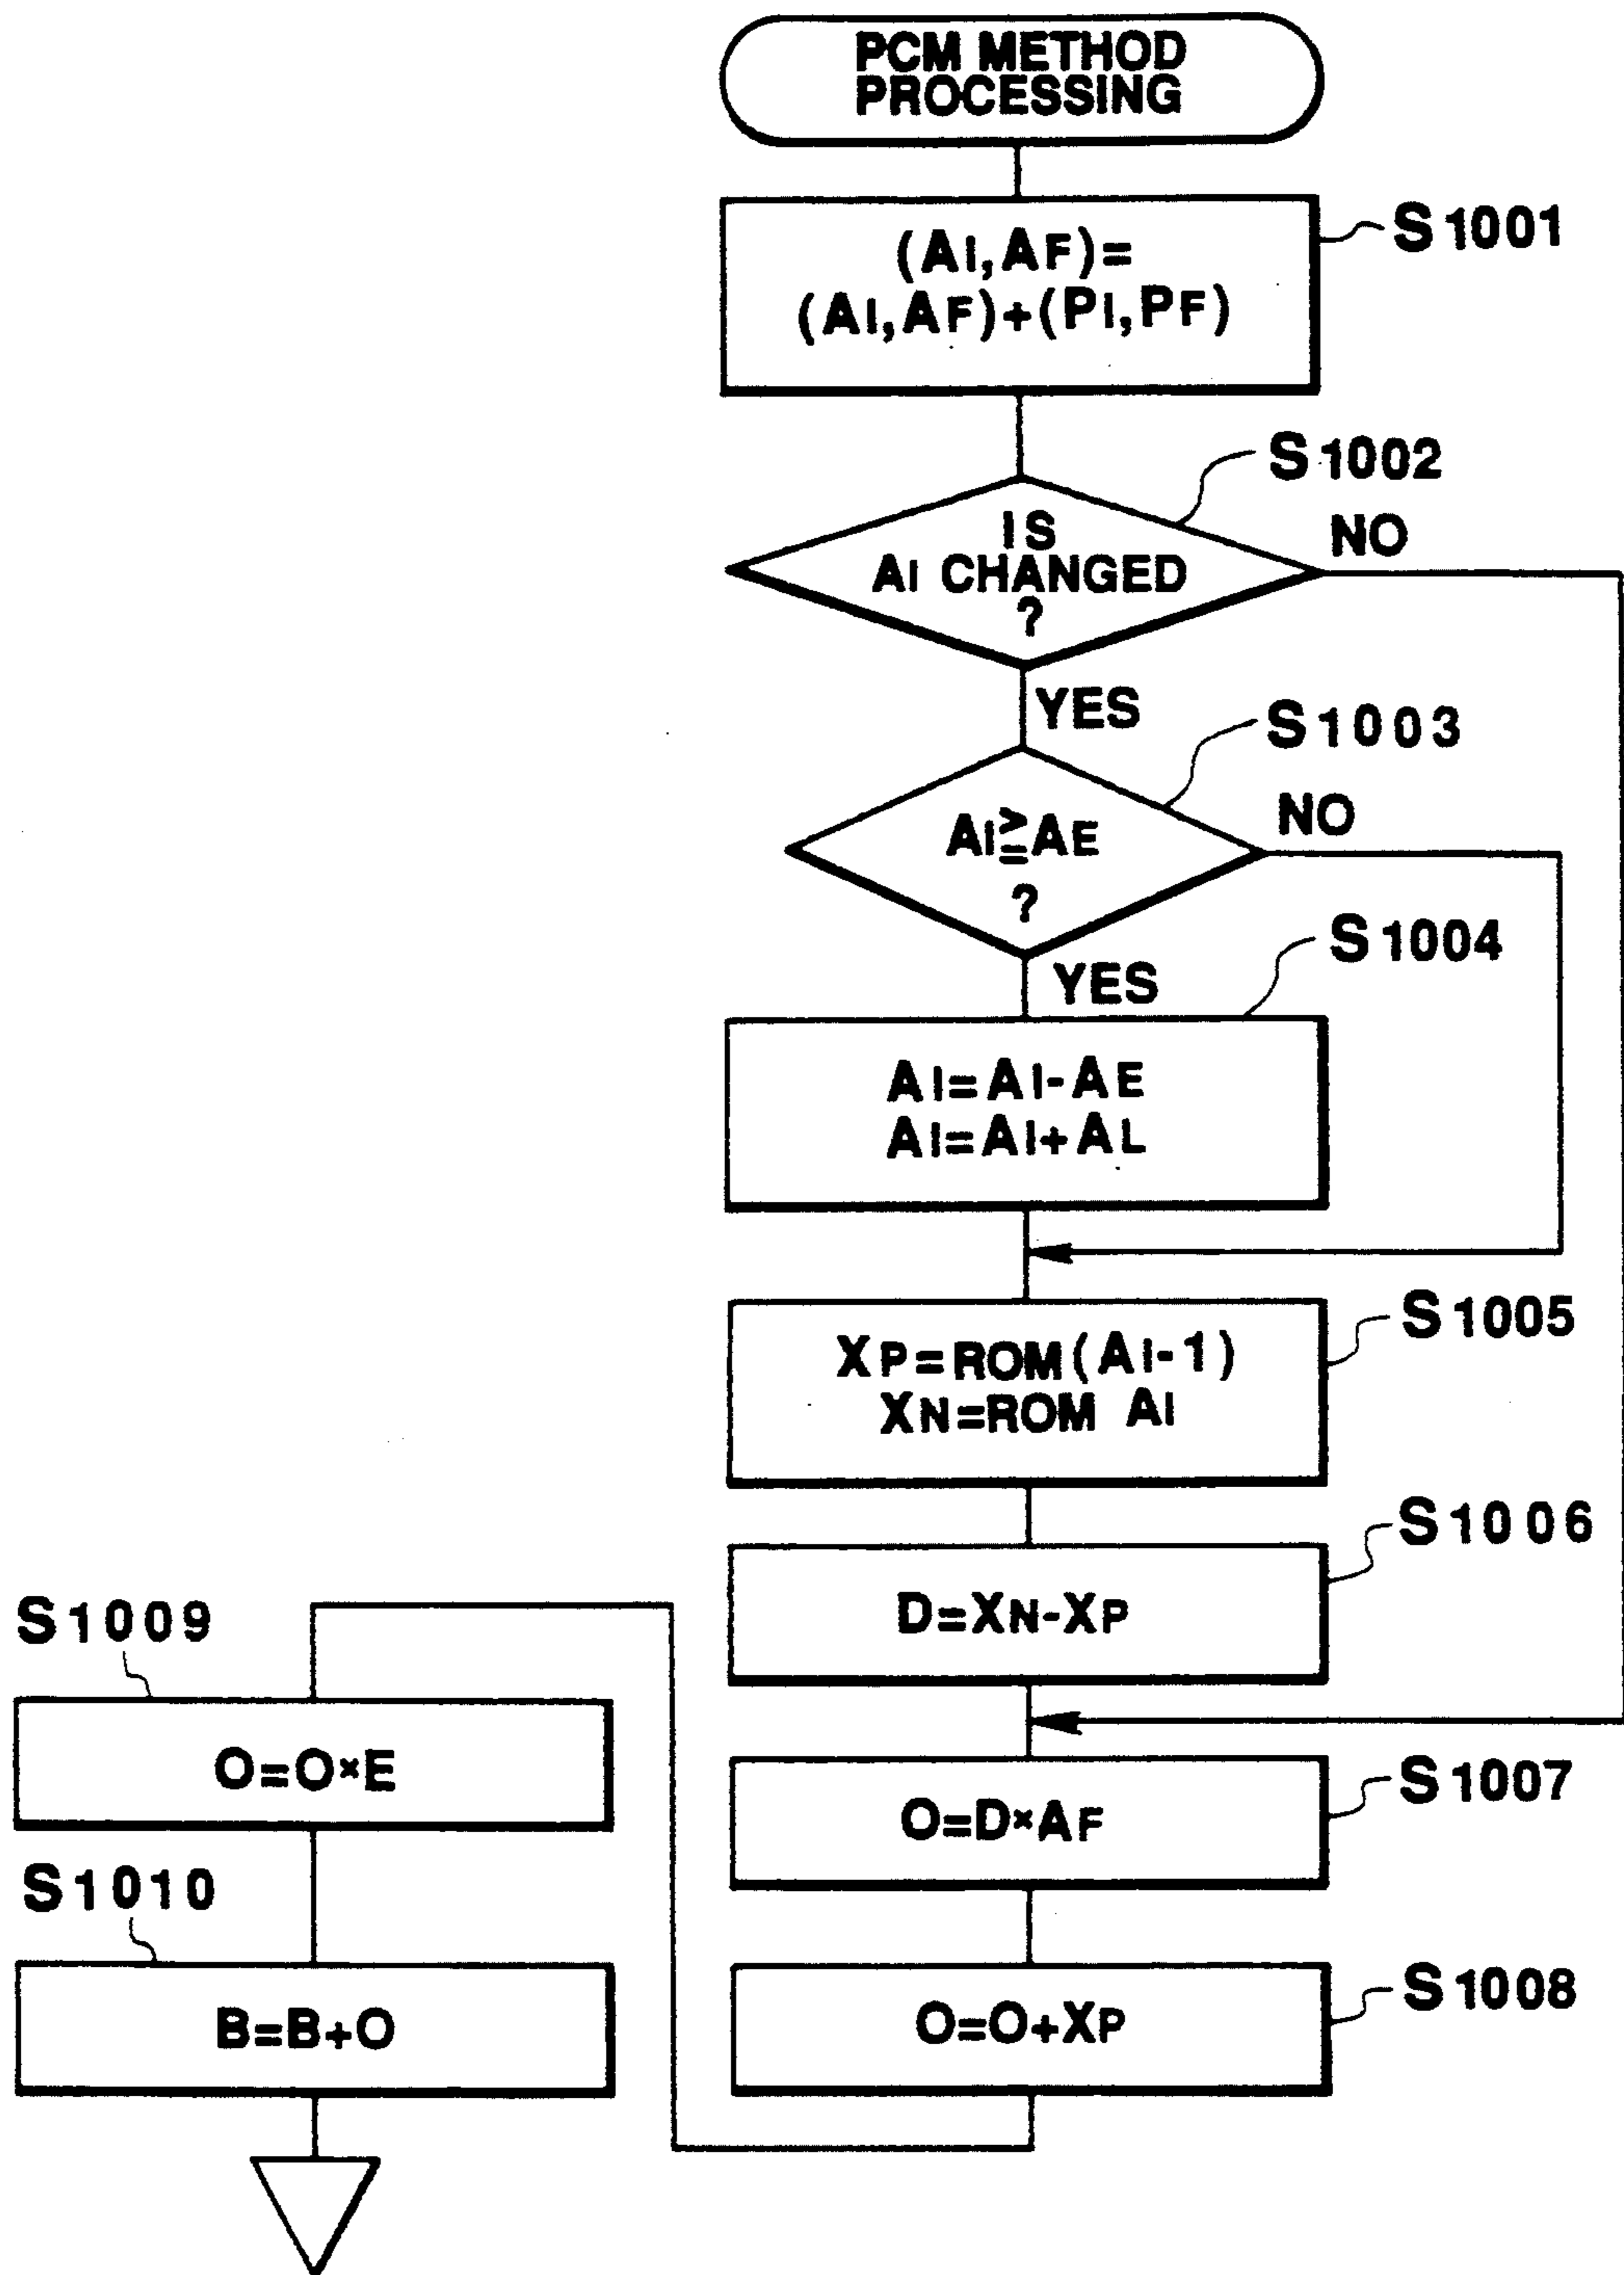 PCM METHOD
PROCESSING
S1001
(AI,AF)=
(AI,AF)+(PI,PF)
S1002
IS
AI CHANGED
?
NO
YES
S1003
AI≧AE
?
NO
YES
S1004
AI=AI-AE
AI=AI+AL
S1005
XP=ROM(AI-1)
XN=ROM AI
S1006
D=XN-XP
S1007
O=D×AF
S1008
O=O+XP
S1009
O=O×E
S1010
B=B+O